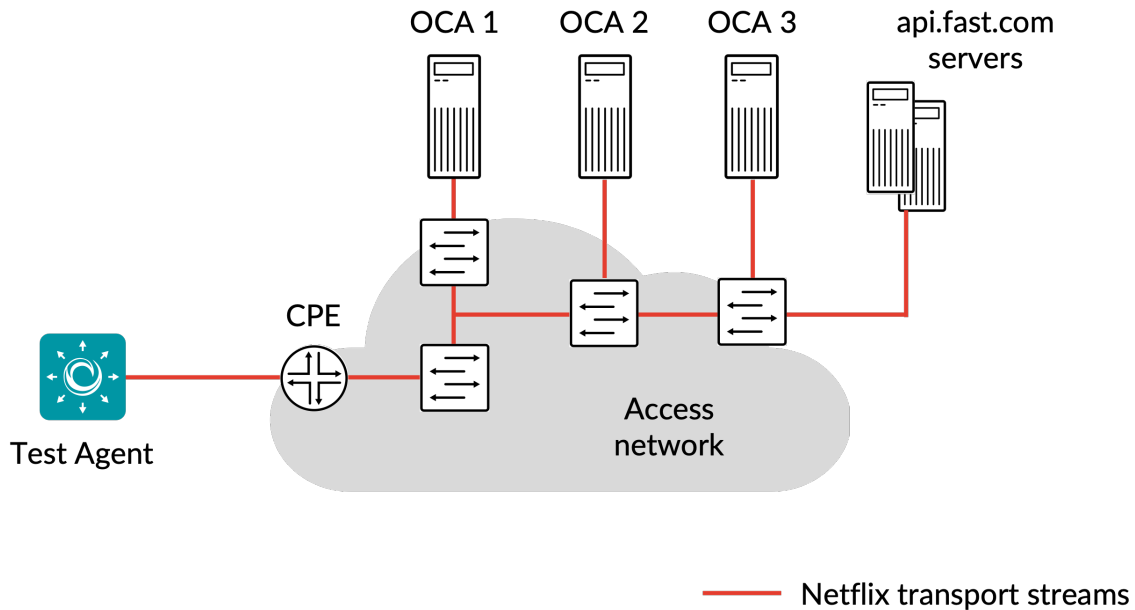 OCA 1
OCA 2
OCA 3
api.fast.com
servers
CPE
Test Agent
Access
network
Netflix transport streams